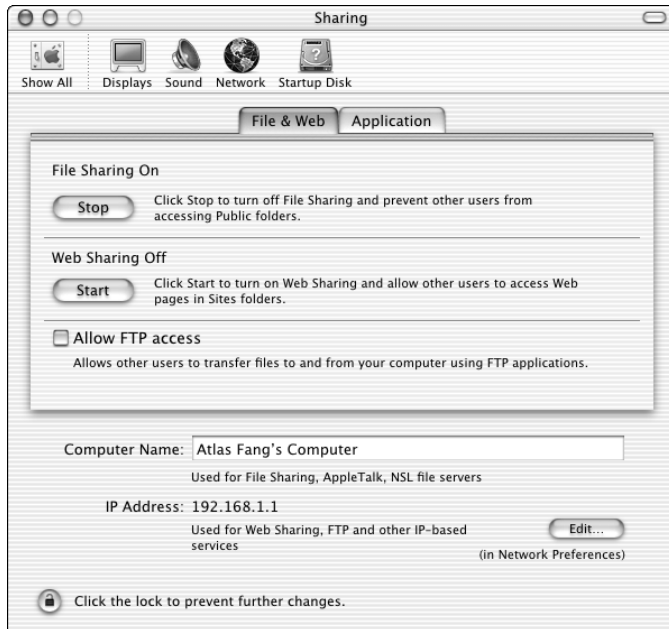 Sharing
Show All
Displays
Sound
Network
Startup Disk
File & Web
Application
File Sharing On
Stop
Click Stop to turn off File Sharing and prevent other users from
accessing Public folders.
Web Sharing Off
Start
Click Start to turn on Web Sharing and allow other users to access Web
pages in Sites folders.
Allow FTP access
Allows other users to transfer files to and from your computer using FTP applications.
Computer Name: Atlas Fang's Computer
Used for File Sharing, AppleTalk, NSL file servers
IP Address: 192.168.1.1
Used for Web Sharing, FTP and other IP-based
services
Edit...
(in Network Preferences)
Click the lock to prevent further changes.